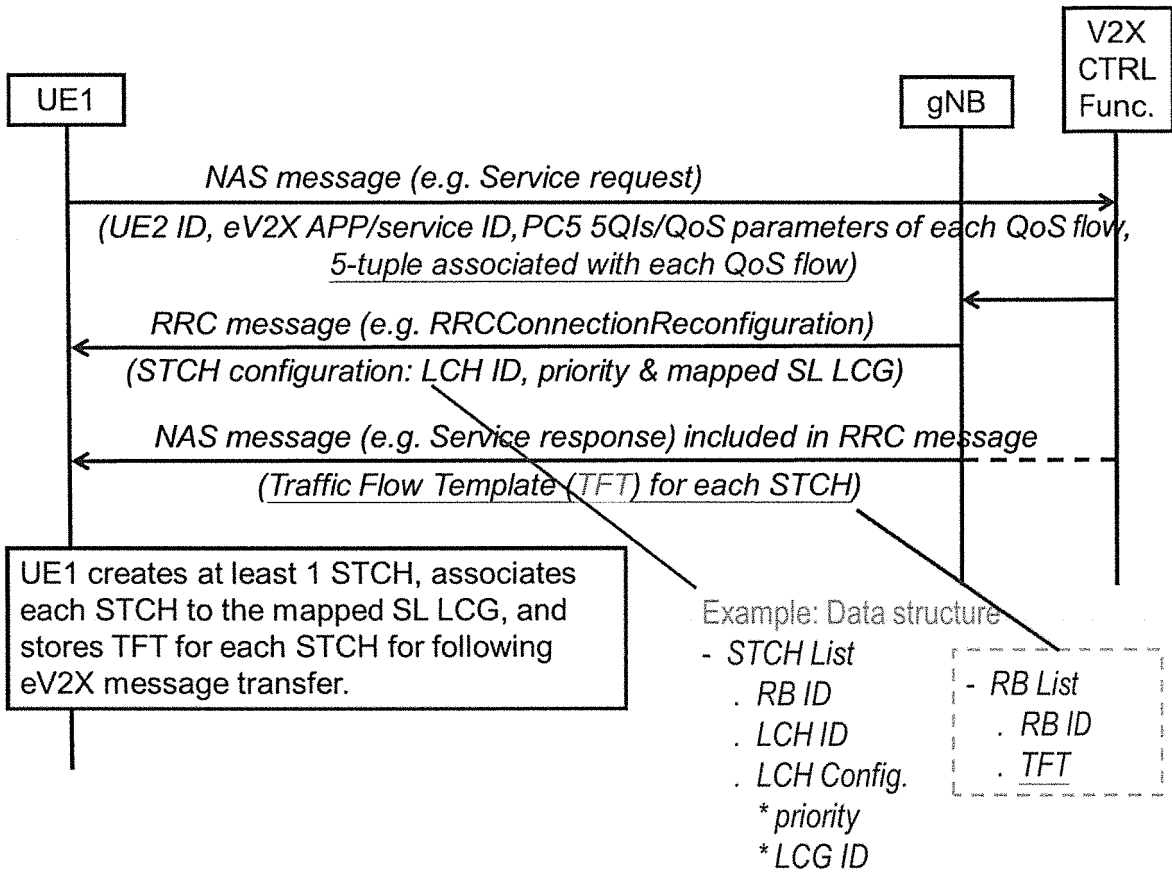 V2X
CTRL
Func.
UE1
gNB
NAS message (e.g. Service request)
(UE2 ID, eV2X APP/service ID, PC5 5QIs/QoS parameters of each QoS flow,
5-tuple associated with each QoS flow)
RRC message (e.g. RRCConnectionReconfiguration)
(STCH configuration: LCH ID, priority & mapped SL LCG)
NAS message (e.g. Service response) included in RRC message
(Traffic Flow Template (TFT) for each STCH)
UE1 creates at least 1 STCH, associates
each STCH to the mapped SL LCG, and
stores TFT for each STCH for following
eV2X message transfer.
Example: Data structure
- STCH List
. RB ID
. LCH ID
. LCH Config.
* priority
* LCG ID
- RB List
. RB ID
. TFT